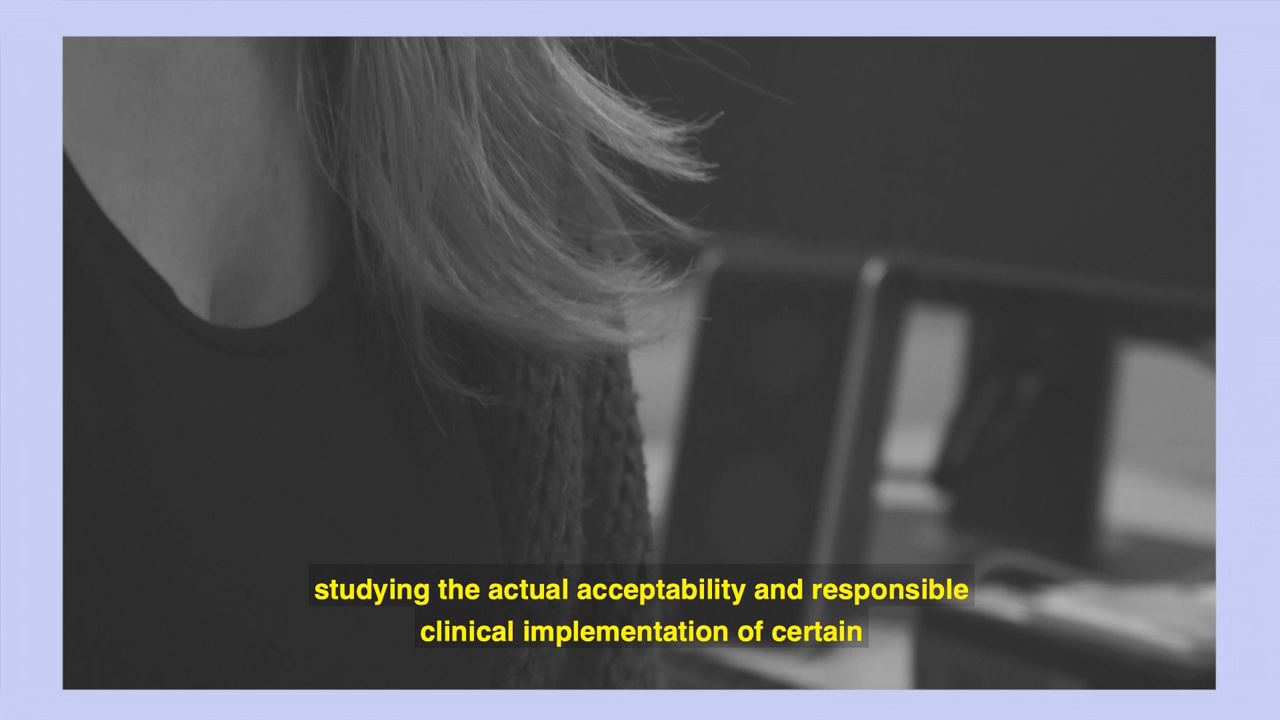 studying the actual acceptability and responsible
clinical implementation of certain